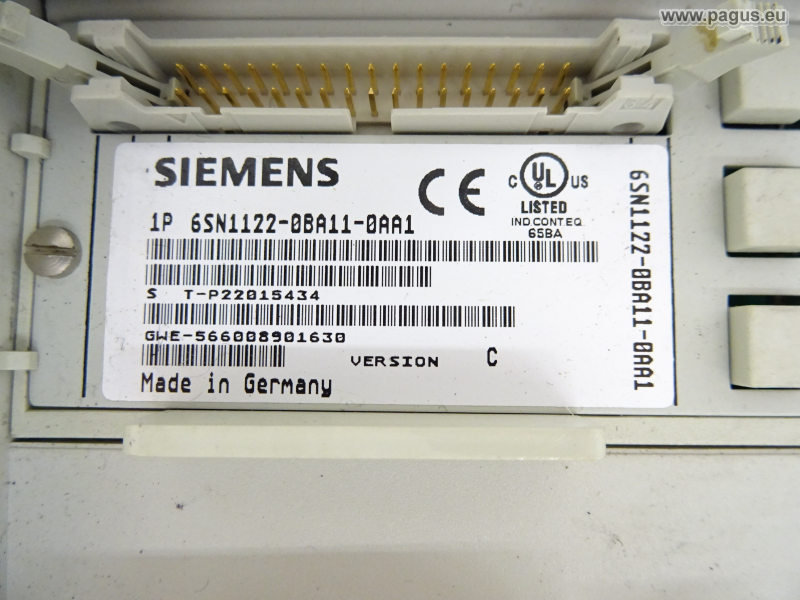 www.pagus.eu
SIEMENS
CE
C UL US
LISTED
IND CONT EQ
65BA
1P 6SN1122-0BA11-0AA1
S T-P22015434
GWE-566008901630
VERSION C
Made in Germany
6SN1122-0BA11-0AA1